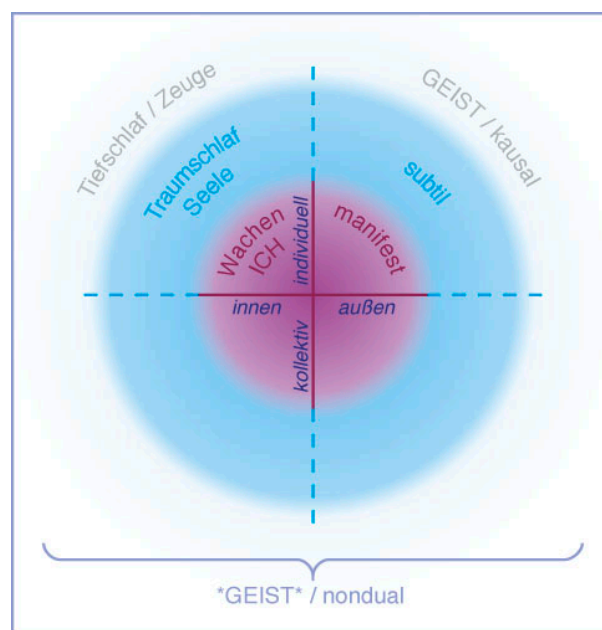 Tiefschlaf / Zeuge
GEIST / kausal
Traumschlaf
Seele
subtil
Wachen
ICH
individuell
manifest
innen
außen
kollektiv
*GEIST* / nondual